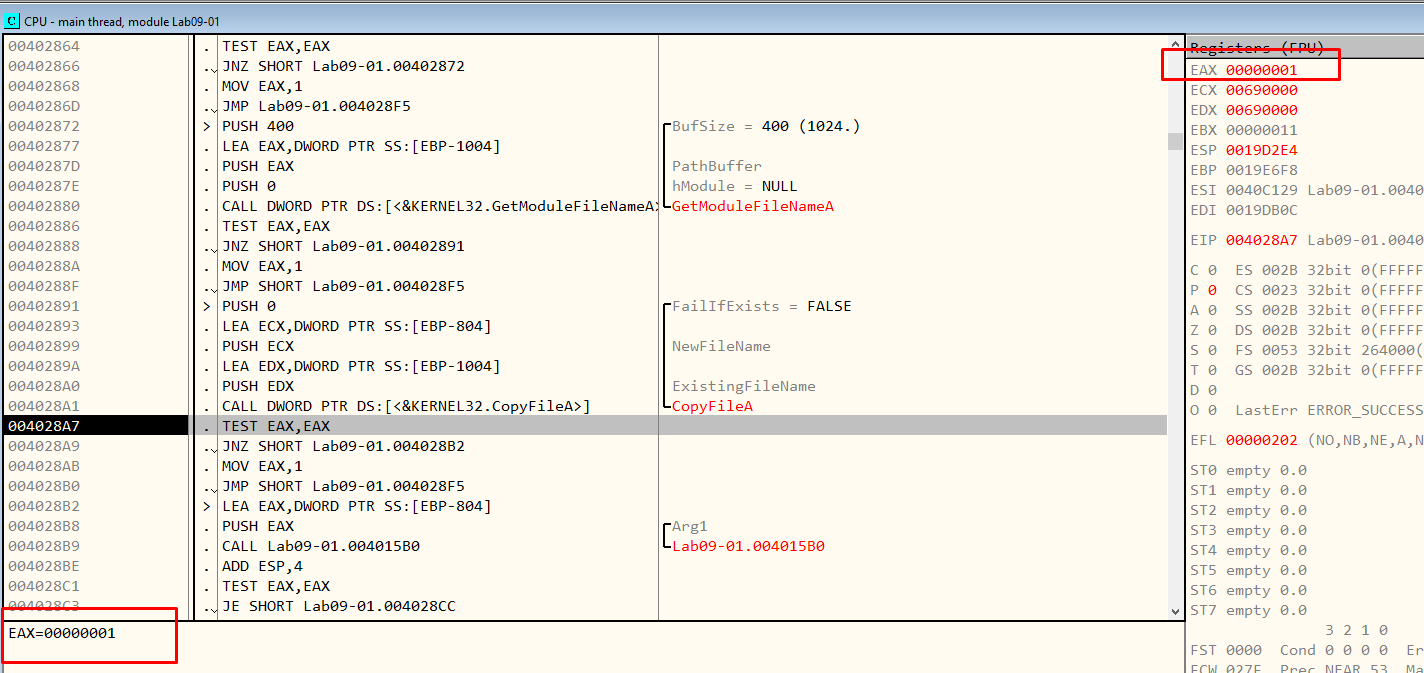 C CPU - main thread, module Lab09-01
00402864 . TEST EAX,EAX
00402866 . JNZ SHORT Lab09-01.00402872
00402868 . MOV EAX,1
0040286D . JMP Lab09-01.004028F5
00402872 > PUSH 400 BufSize = 400 (1024.)
00402877 . LEA EAX,DWORD PTR SS:[EBP-1004]
0040287D . PUSH EAX PathBuffer
0040287E . PUSH 0 hModule = NULL
00402880 . CALL DWORD PTR DS:[<&KERNEL32.GetModuleFileNameA> GetModuleFileNameA
00402886 . TEST EAX,EAX
00402888 . JNZ SHORT Lab09-01.00402891
0040288A . MOV EAX,1
0040288F . JMP SHORT Lab09-01.004028F5
00402891 > PUSH 0 FailIfExists = FALSE
00402893 . LEA ECX,DWORD PTR SS:[EBP-804]
00402899 . PUSH ECX NewFileName
0040289A . LEA EDX,DWORD PTR SS:[EBP-1004]
004028A0 . PUSH EDX ExistingFileName
004028A1 . CALL DWORD PTR DS:[<&KERNEL32.CopyFileA>] CopyFileA
004028A7 . TEST EAX,EAX
004028A9 . JNZ SHORT Lab09-01.004028B2
004028AB . MOV EAX,1
004028B0 . JMP SHORT Lab09-01.004028F5
004028B2 > LEA EAX,DWORD PTR SS:[EBP-804]
004028B8 . PUSH EAX Arg1
004028B9 . CALL Lab09-01.004015B0 Lab09-01.004015B0
004028BE . ADD ESP,4
004028C1 . TEST EAX,EAX
004028C3 . JE SHORT Lab09-01.004028CC
EAX=00000001
Registers (FPU)
EAX 00000001
ECX 00690000
EDX 00690000
EBX 00000011
ESP 0019D2E4
EBP 0019E6F8
ESI 0040C129 Lab09-01.0040
EDI 0019DB0C
EIP 004028A7 Lab09-01.0040
C 0 ES 002B 32bit 0(FFFFF
P 0 CS 0023 32bit 0(FFFFF
A 0 SS 002B 32bit 0(FFFFF
Z 0 DS 002B 32bit 0(FFFFF
S 0 FS 0053 32bit 264000(
T 0 GS 002B 32bit 0(FFFFF
D 0
O 0 LastErr ERROR_SUCCESS
EFL 00000202 (NO,NB,NE,A,N
ST0 empty 0.0
ST1 empty 0.0
ST2 empty 0.0
ST3 empty 0.0
ST4 empty 0.0
ST5 empty 0.0
ST6 empty 0.0
ST7 empty 0.0
3 2 1 0
FST 0000 Cond 0 0 0 0 Er
FCW 027F Prec NEAR,53 Ma